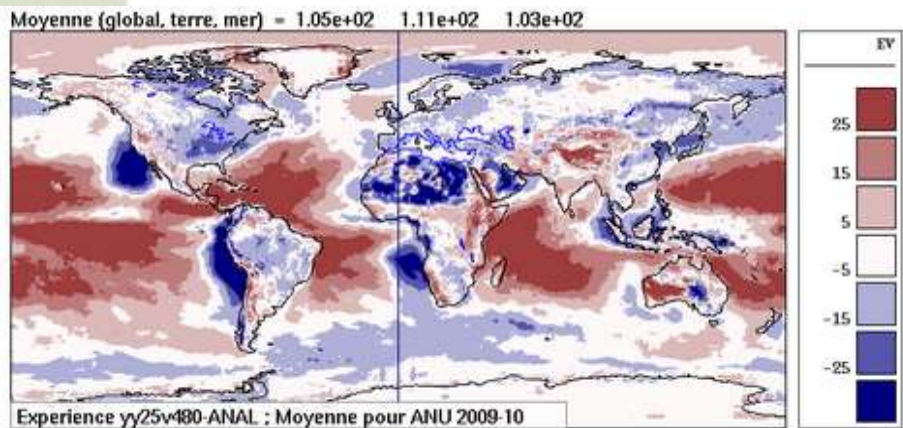 Moyenne (global, terre, mer) = 1.05e+02 1.11e+02 1.03e+02
EV
25
15
5
-5
-15
-25
Experience yy25v480-ANAL ; Moyenne pour ANU 2009-10